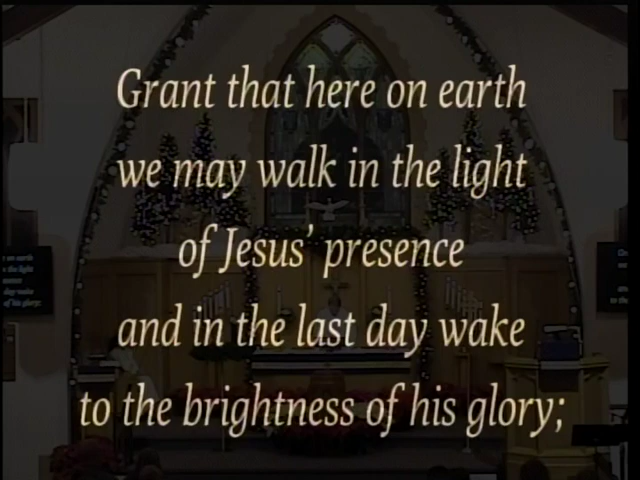 Grant that here on earth
we may walk in the light
of Jesus’ presence
and in the last day wake
to the brightness of his glory;